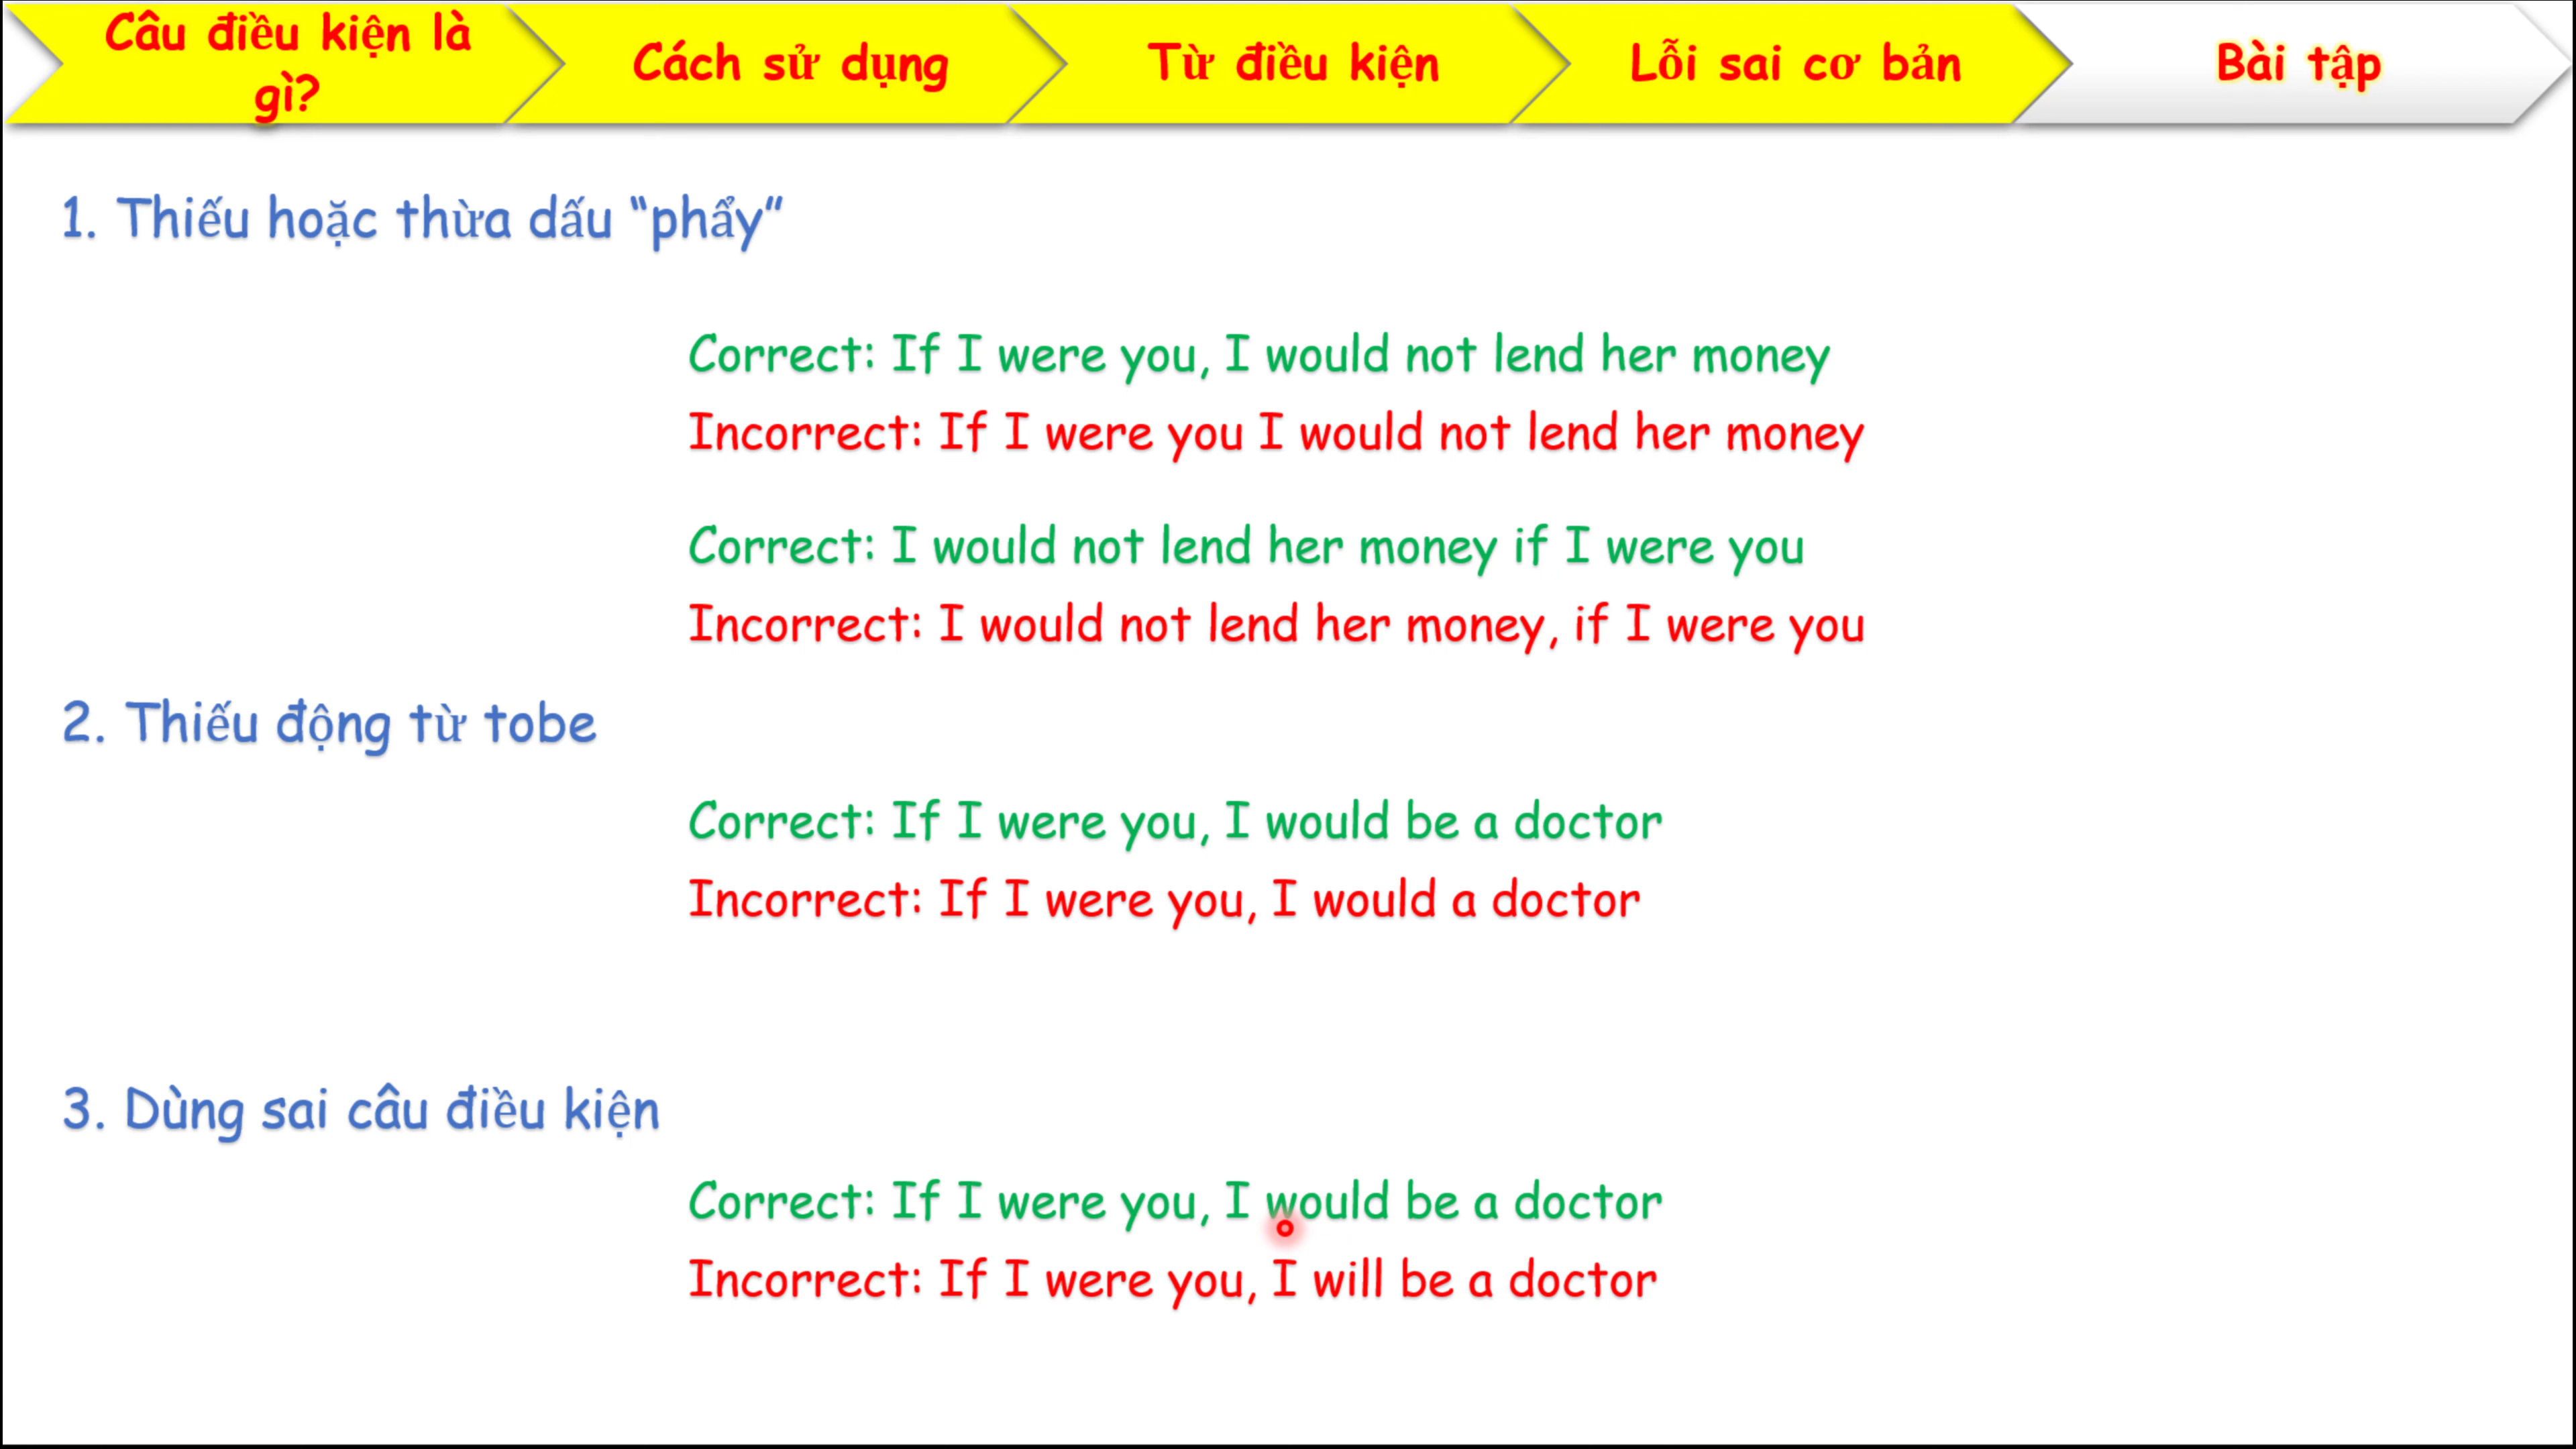 Câu điều kiện là
gì?
Cách sử dụng
Từ điều kiện
Lỗi sai cơ bản
Bài tập
1. Thiếu hoặc thừa dấu “phẩy”
Correct: If I were you, I would not lend her money
Incorrect: If I were you I would not lend her money
Correct: I would not lend her money if I were you
Incorrect: I would not lend her money, if I were you
2. Thiếu động từ tobe
Correct: If I were you, I would be a doctor
Incorrect: If I were you, I would a doctor
3. Dùng sai câu điều kiện
Correct: If I were you, I would be a doctor
Incorrect: If I were you, I will be a doctor